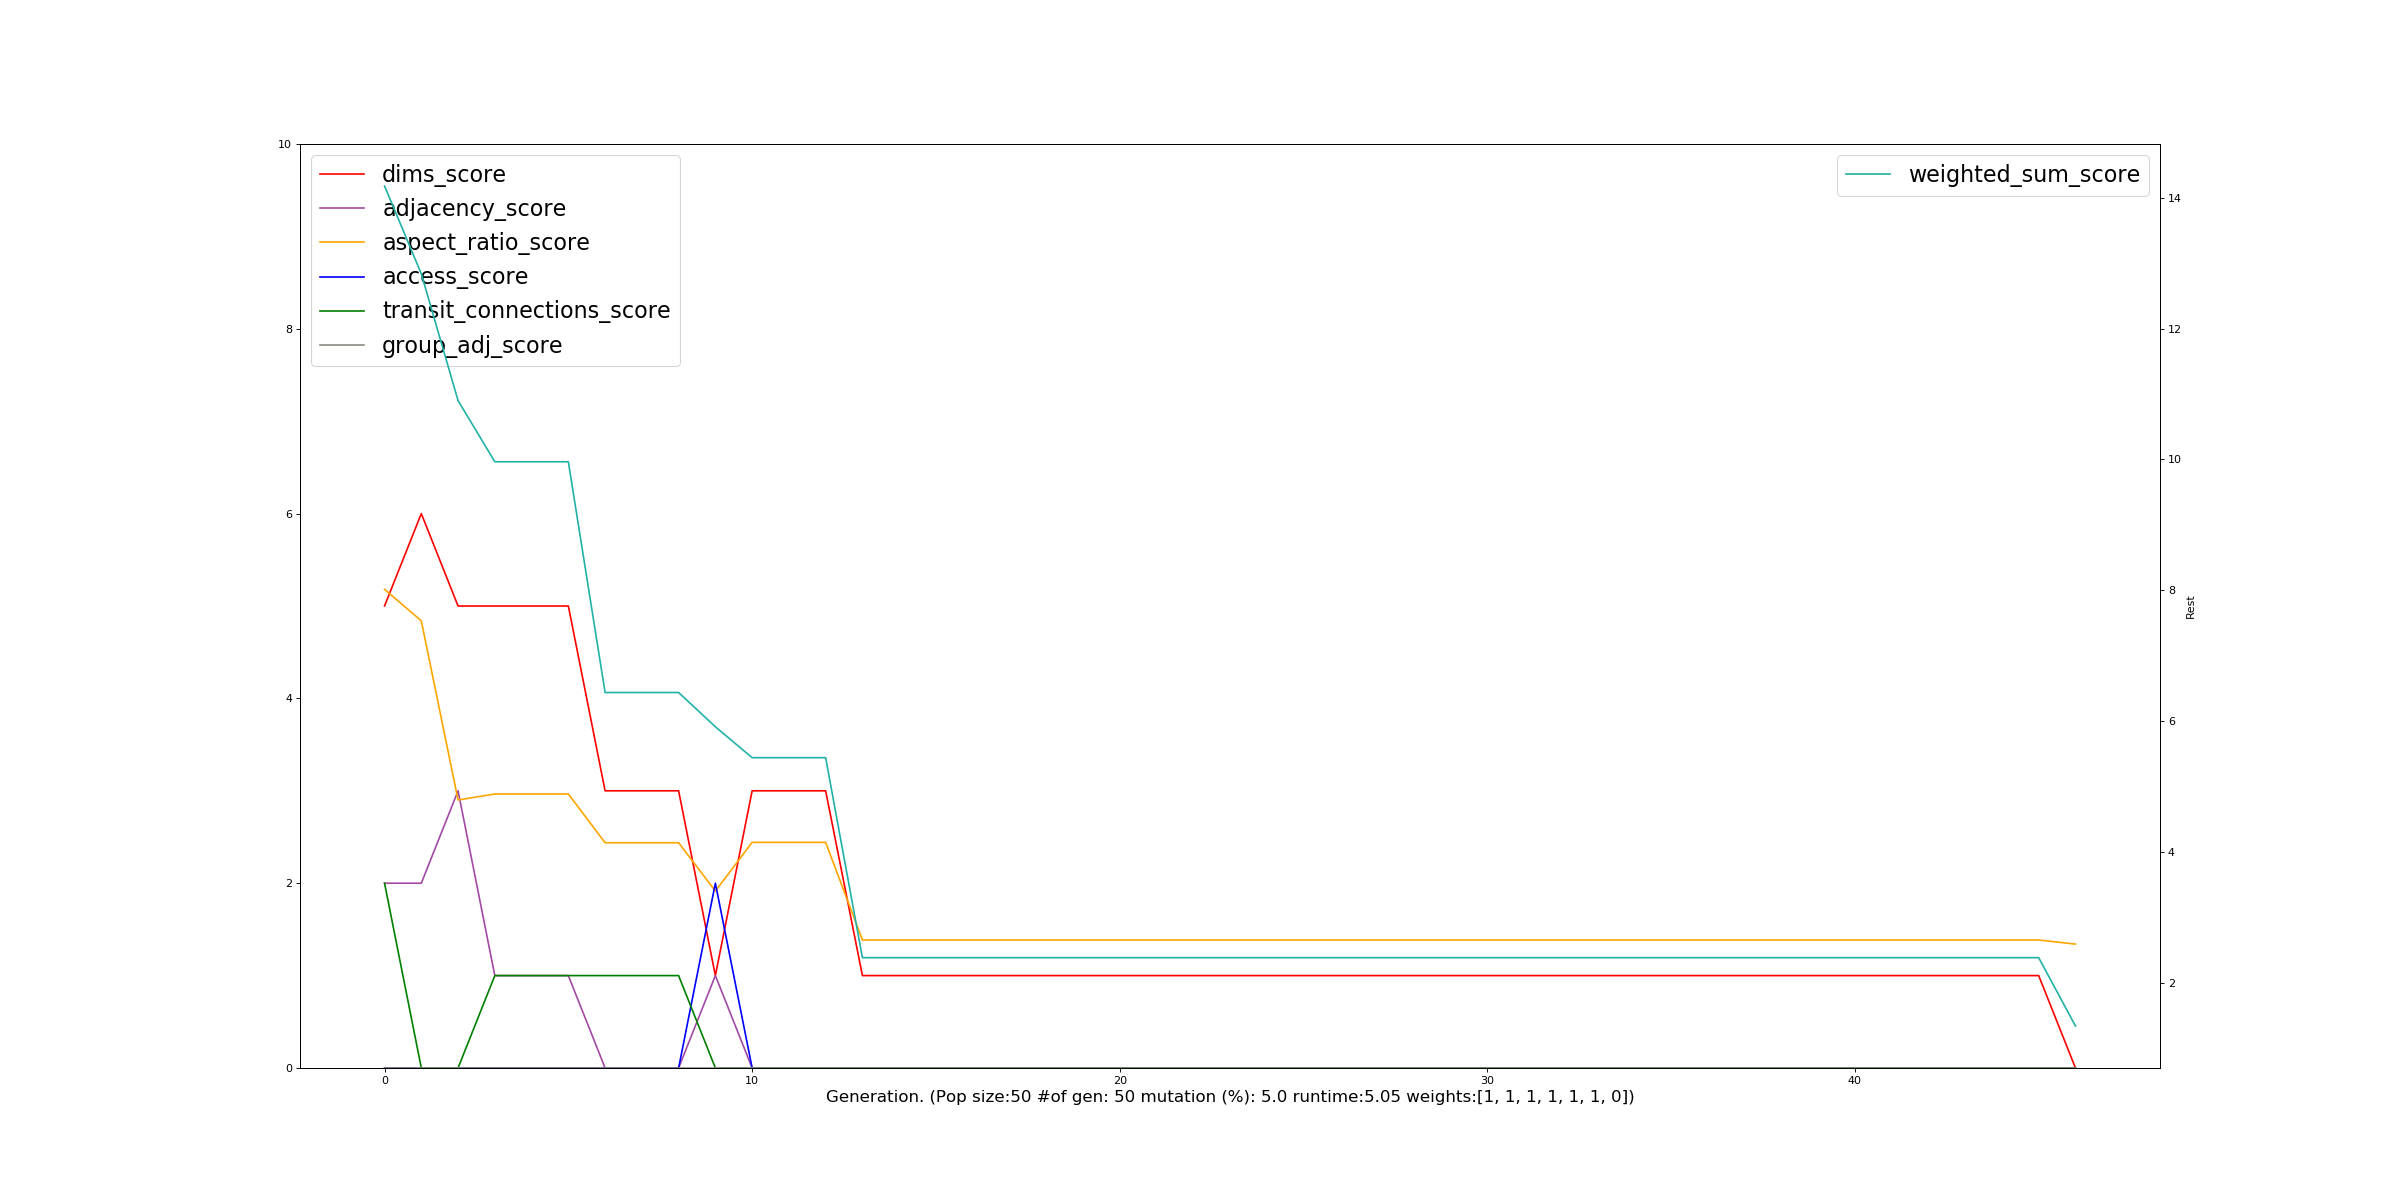 dims_score
adjacency_score
aspect_ratio_score
access_score
transit_connections_score
group_adj_score
weighted_sum_score
10
8
6
4
2
0
14
12
10
8
6
4
2
Rest
0 10 20 30 40
Generation. (Pop size:50 #of gen: 50 mutation (%): 5.0 runtime:5.05 weights:[1, 1, 1, 1, 1, 1, 0])